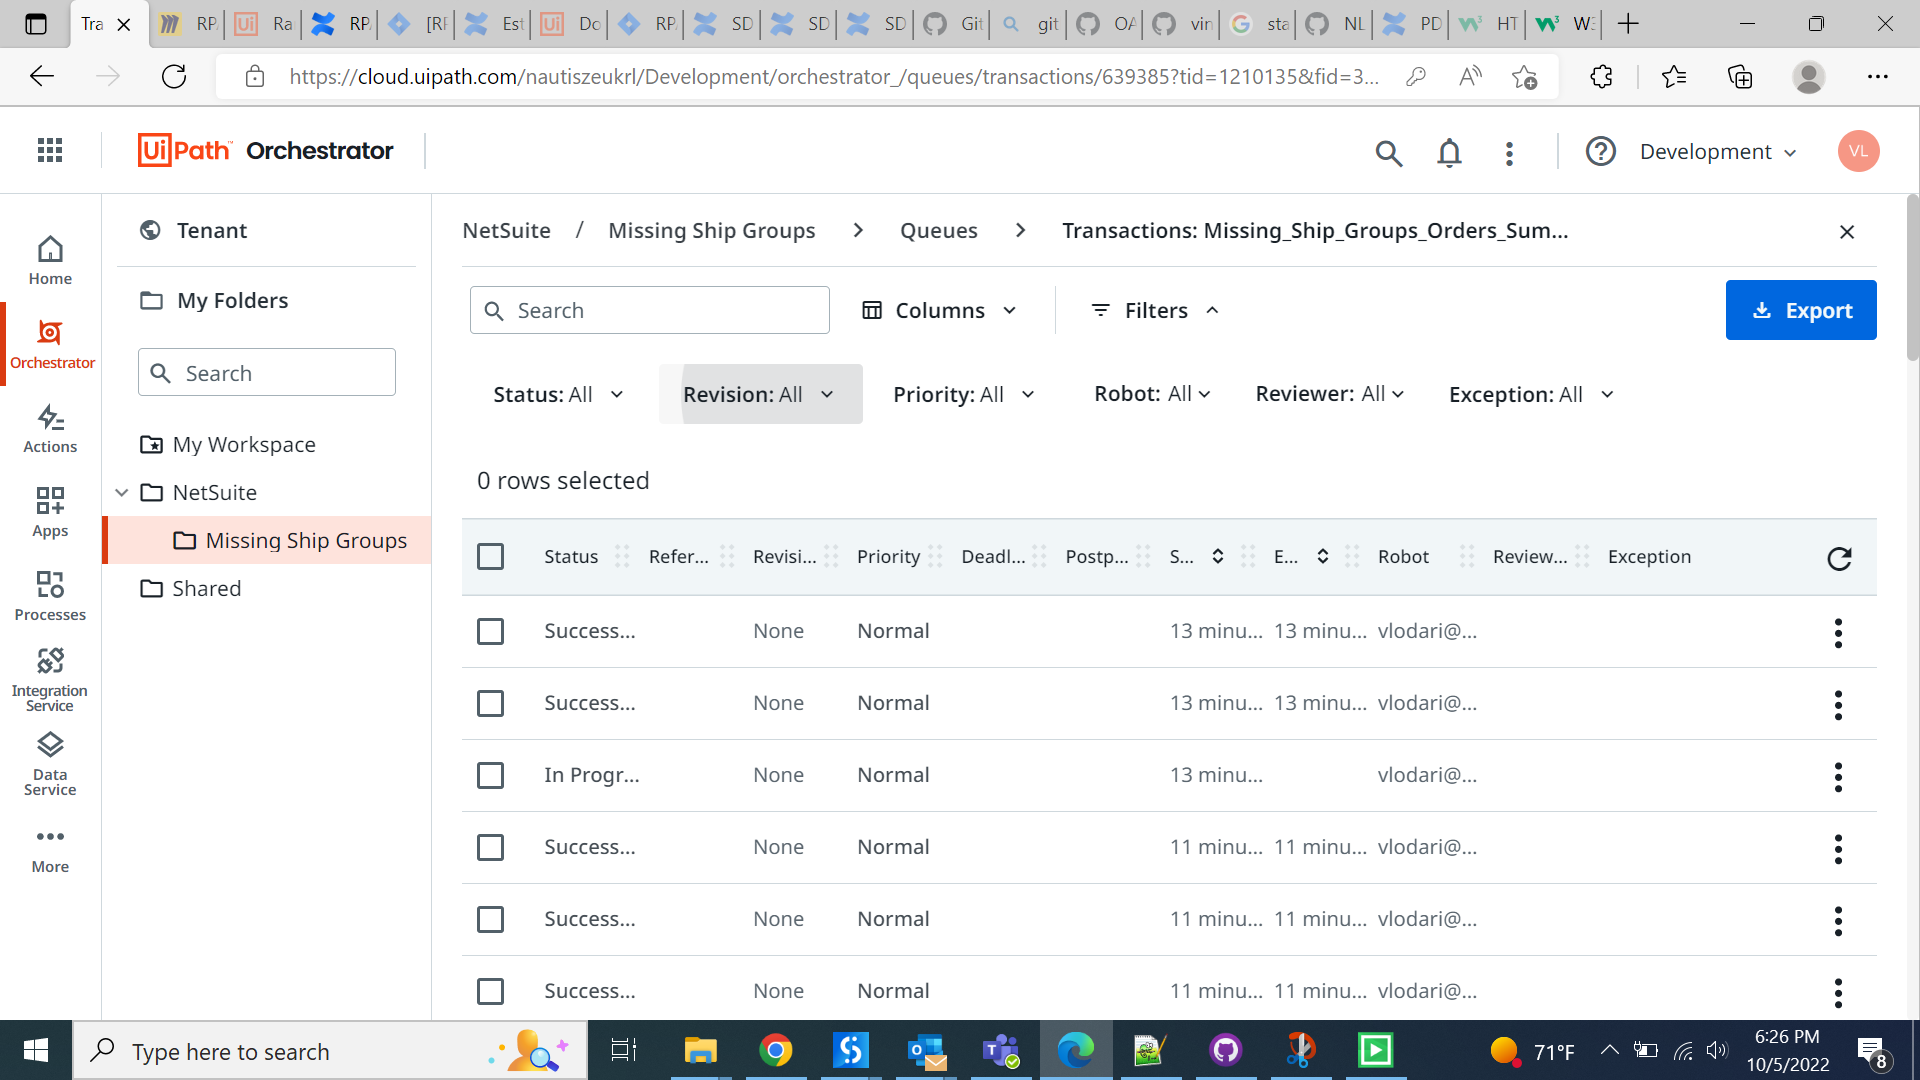 Tra
RP
Ra
RP
[RF
Est
Do
RP
SD
SD
SD
Git
git
OA
vin
sta
NL
PD
HT
W3
https://cloud.uipath.com/nautiszeukrl/Development/orchestrator_/queues/transactions/639385?tid=1210135&fid=3...
UiPath™ Orchestrator
Development
VL
Home
Orchestrator
Actions
Apps
Processes
Integration
Service
Data
Service
More
Tenant
My Folders
Search
My Workspace
NetSuite
Missing Ship Groups
Shared
NetSuite / Missing Ship Groups > Queues > Transactions: Missing_Ship_Groups_Orders_Sum...
Search
Columns
Filters
Export
Status: All
Revision: All
Priority: All
Robot: All
Reviewer: All
Exception: All
0 rows selected
Status Refer... Revisi... Priority Deadl... Postp... S... E... Robot Review... Exception
Success... None Normal 13 minu... 13 minu... vlodari@...
Success... None Normal 13 minu... 13 minu... vlodari@...
In Progr... None Normal 13 minu... vlodari@...
Success... None Normal 11 minu... 11 minu... vlodari@...
Success... None Normal 11 minu... 11 minu... vlodari@...
Success... None Normal 11 minu... 11 minu... vlodari@...
Type here to search
71°F
6:26 PM
10/5/2022
8